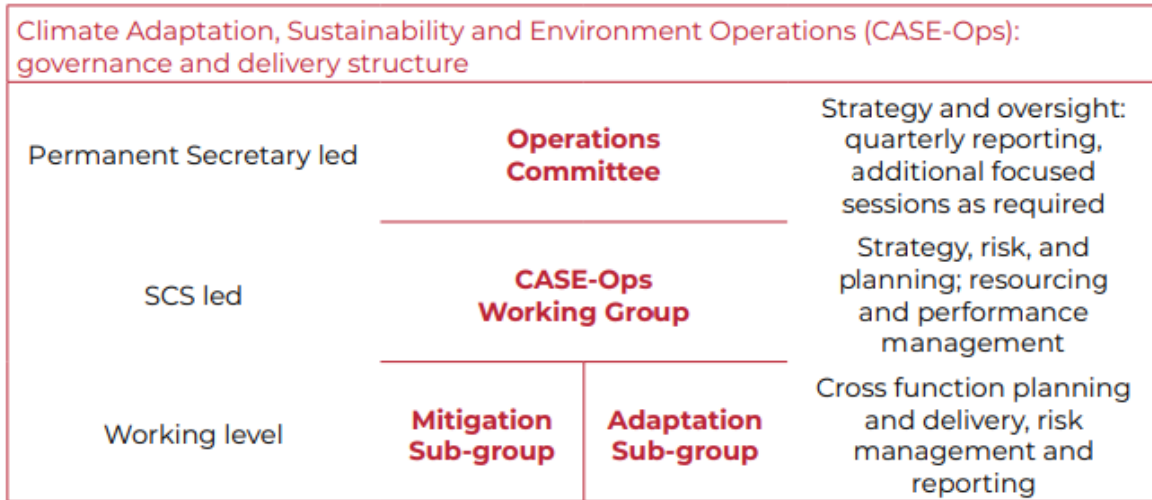 Climate Adaptation, Sustainability and Environment Operations (CASE-Ops):
governance and delivery structure
Permanent Secretary led
Operations
Committee
Strategy and oversight:
quarterly reporting,
additional focused
sessions as required
SCS led
CASE-Ops
Working Group
Strategy, risk, and
planning; resourcing
and performance
management
Working level
Mitigation
Sub-group
Adaptation
Sub-group
Cross function planning
and delivery, risk
management and
reporting